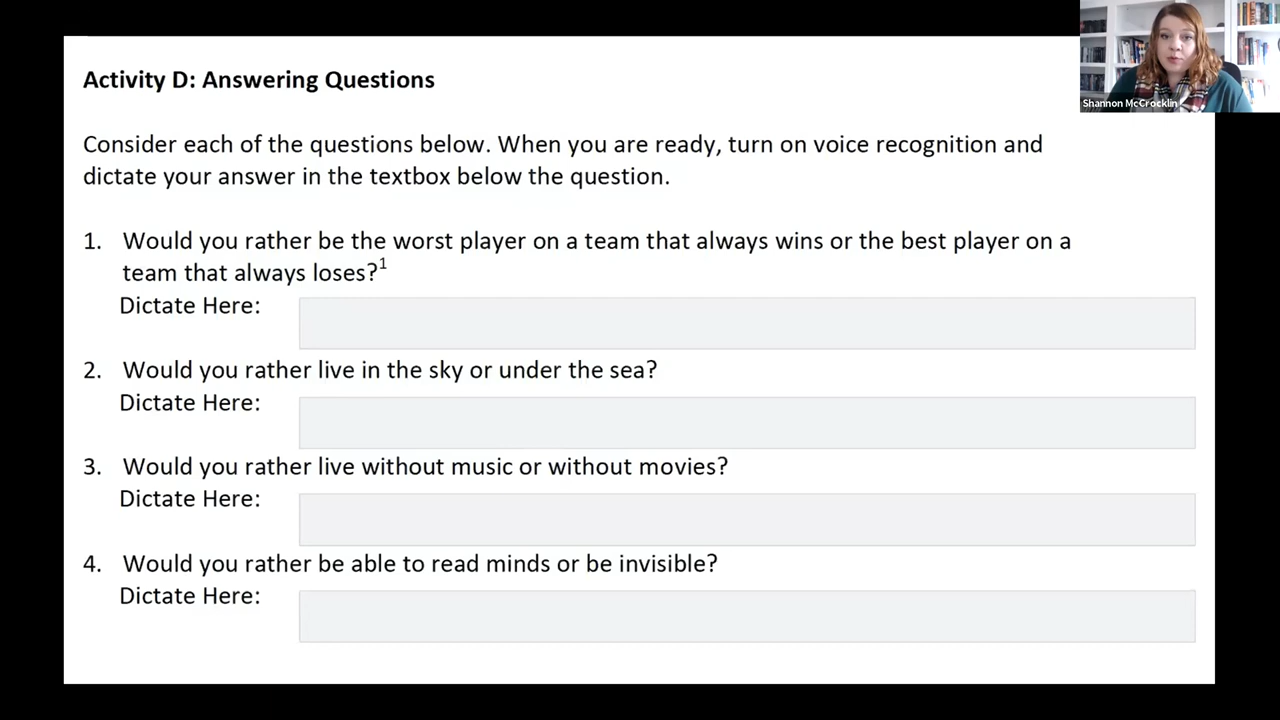 Activity D: Answering Questions
Shannon McCrocklin
Consider each of the questions below. When you are ready, turn on voice recognition and
dictate your answer in the textbox below the question.
1. Would you rather be the worst player on a team that always wins or the best player on a
team that always loses?¹
Dictate Here:
2. Would you rather live in the sky or under the sea?
Dictate Here:
3. Would you rather live without music or without movies?
Dictate Here:
4. Would you rather be able to read minds or be invisible?
Dictate Here: